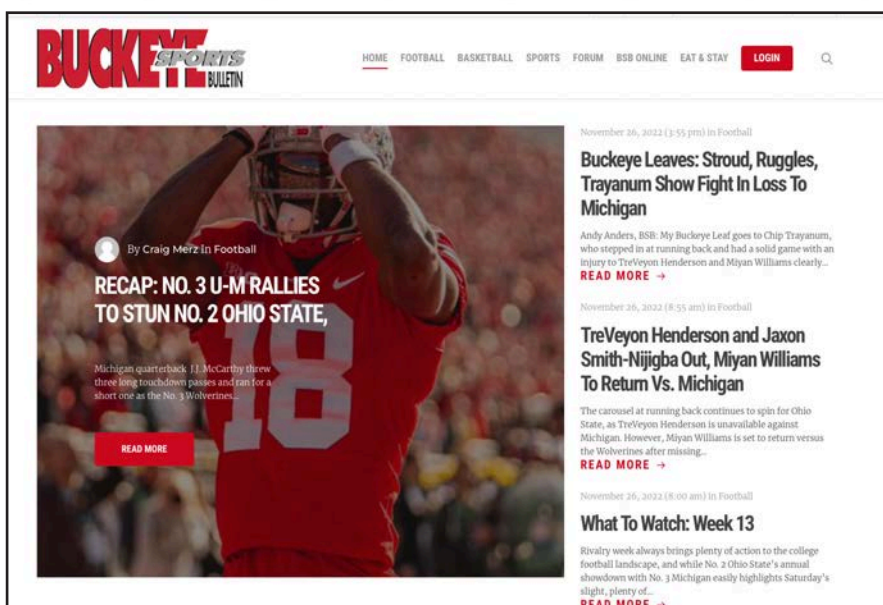 BUCKEYE
SPORTS
BULLETIN
HOME FOOTBALL BASKETBALL SPORTS FORUM BSB ONLINE EAT & STAY LOGIN
By Craig Merz in Football
RECAP: NO. 3 U-M RALLIES
TO STUN NO. 2 OHIO STATE,
Michigan quarterback J.J. McCarthy threw
three long touchdown passes and ran for a
short one as the No. 3 Wolverines...
READ MORE
18
November 26, 2022 (3:55 pm) in Football
Buckeye Leaves: Stroud, Ruggles,
Trayanum Show Fight In Loss To
Michigan
Andy Anders, BSB: My Buckeye Leaf goes to Chip Trayanum,
who stepped in at running back and had a solid game with an
injury to TreVeyon Henderson and Miyan Williams clearly...
READ MORE →
November 26, 2022 (8:55 am) in Football
TreVeyon Henderson and Jaxon
Smith-Nijigba Out, Miyan Williams
To Return Vs. Michigan
The carousel at running back continues to spin for Ohio
State, as TreVeyon Henderson is unavailable against
Michigan. However, Miyan Williams is set to return versus
the Wolverines after missing...
READ MORE →
November 26, 2022 (8:00 am) in Football
What To Watch: Week 13
Rivalry week always brings plenty of action to the college
football landscape, and while No. 2 Ohio State's annual
showdown with No. 3 Michigan easily highlights Saturday's
slight, plenty of...
READ MORE →